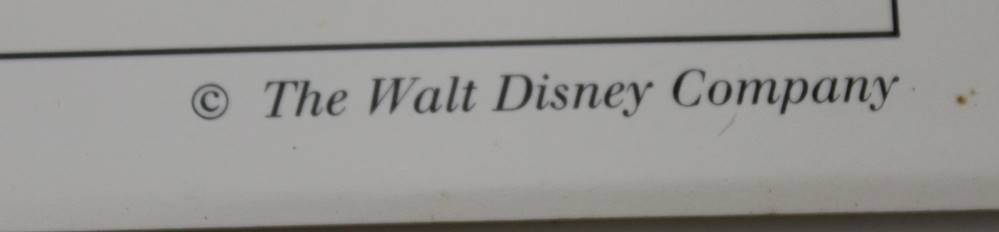 © The Walt Disney Company